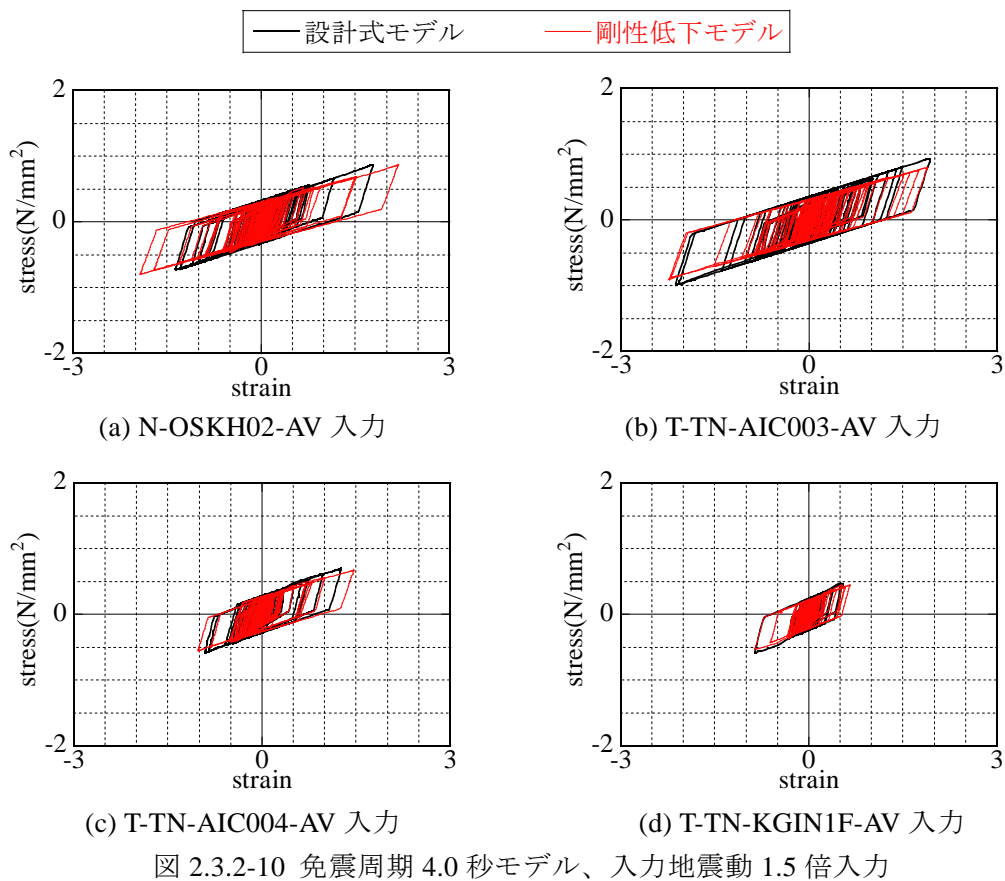 設計式モデル 剛性低下モデル
2
0
-2
-3 0 3
stress(N/mm²)
strain
(a) N-OSKH02-AV 入力
2
0
-2
-3 0 3
stress(N/mm²)
strain
(b) T-TN-AIC003-AV 入力
2
0
-2
-3 0 3
stress(N/mm²)
strain
(c) T-TN-AIC004-AV 入力
2
0
-2
-3 0 3
stress(N/mm²)
strain
(d) T-TN-KGIN1F-AV 入力
図 2.3.2-10 免震周期 4.0 秒モデル、入力地震動 1.5 倍入力